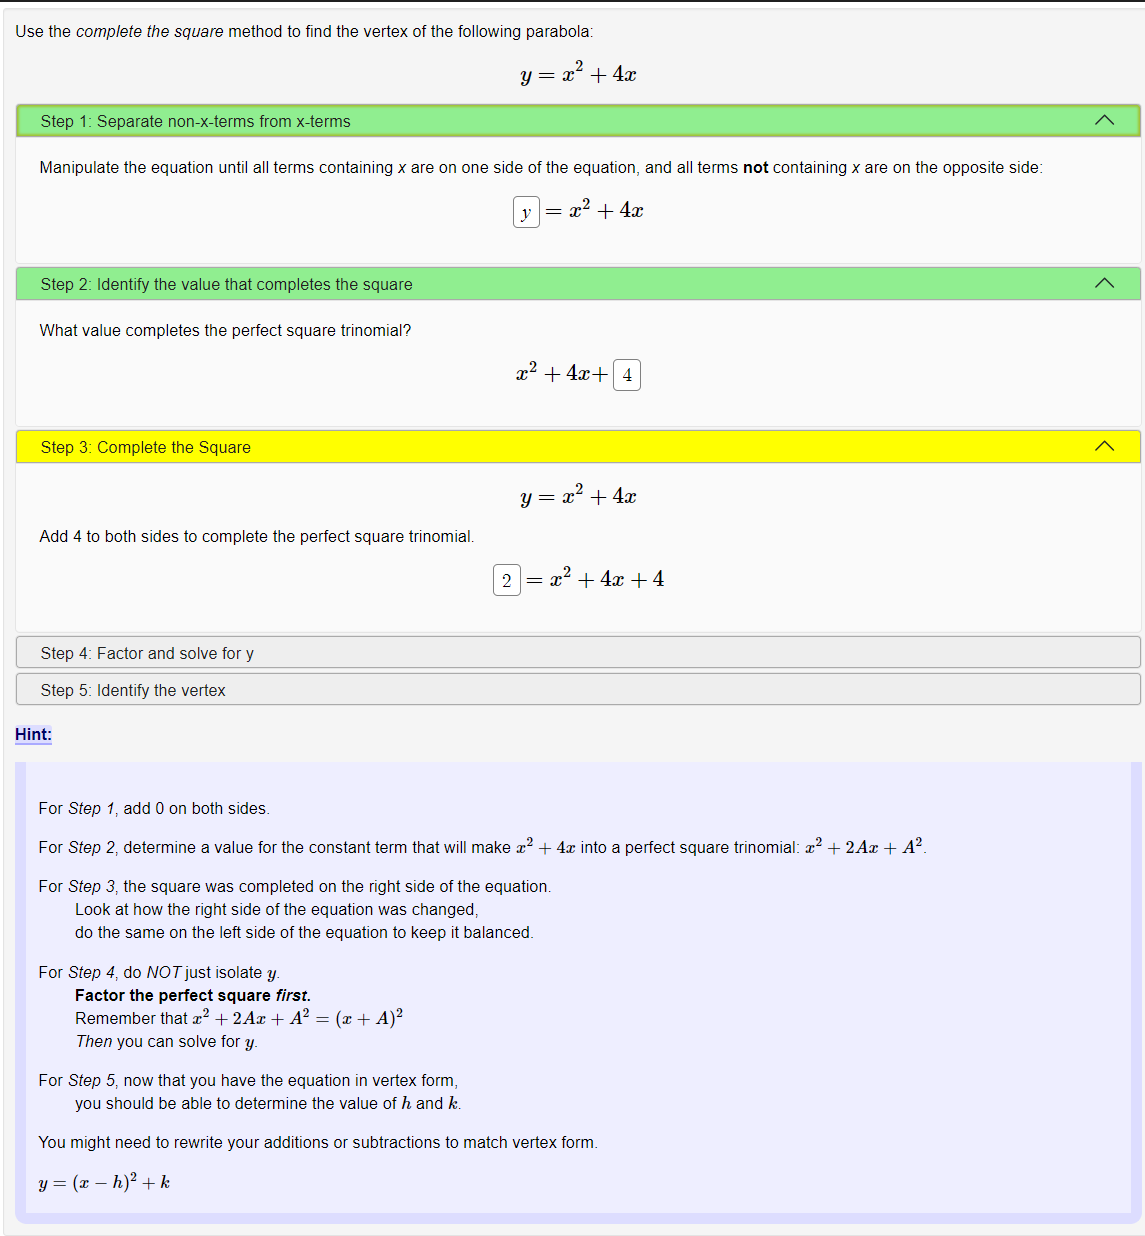 Use the complete the square method to find the vertex of the following parabola:
y = x² + 4x
Step 1: Separate non-x-terms from x-terms
Manipulate the equation until all terms containing x are on one side of the equation, and all terms not containing x are on the opposite side:
y = x² + 4x
Step 2: Identify the value that completes the square
What value completes the perfect square trinomial?
x² + 4x+ 4
Step 3: Complete the Square
y = x² + 4x
Add 4 to both sides to complete the perfect square trinomial.
2 = x² + 4x + 4
Step 4: Factor and solve for y
Step 5: Identify the vertex
Hint:
For Step 1, add 0 on both sides.
For Step 2, determine a value for the constant term that will make x² + 4x into a perfect square trinomial: x² + 2Ax + A².
For Step 3, the square was completed on the right side of the equation.
Look at how the right side of the equation was changed,
do the same on the left side of the equation to keep it balanced.
For Step 4, do NOT just isolate y.
Factor the perfect square first.
Remember that x² + 2Ax + A² = (x + A)²
Then you can solve for y.
For Step 5, now that you have the equation in vertex form,
you should be able to determine the value of h and k.
You might need to rewrite your additions or subtractions to match vertex form.
y = (x − h)² + k